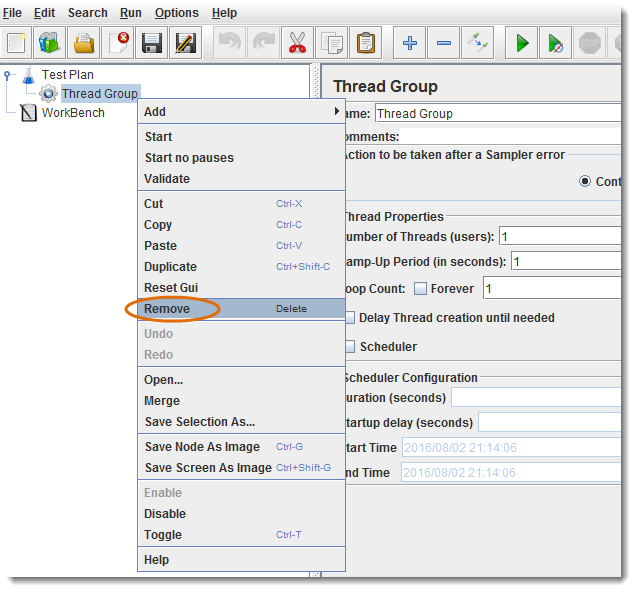 File Edit Search Run Options Help
STOP
Test Plan
Thread Group
WorkBench
Add
Start
Start no pauses
Validate
Cut Ctrl-X
Copy Ctrl-C
Paste Ctrl-V
Duplicate Ctrl+Shift-C
Reset Gui
Remove Delete
Undo
Redo
Open...
Merge
Save Selection As...
Save Node As Image Ctrl-G
Save Screen As Image Ctrl+Shift-G
Enable
Disable
Toggle Ctrl-T
Help
Thread Group
ame: Thread Group
omments:
ction to be taken after a Sampler error
Cont
Thread Properties
umber of Threads (users): 1
amp-Up Period (in seconds): 1
oop Count: Forever 1
Delay Thread creation until needed
Scheduler
Scheduler Configuration
uration (seconds)
tartup delay (seconds)
tart Time 2016/08/02 21:14:06
nd Time 2016/08/02 21:14:06